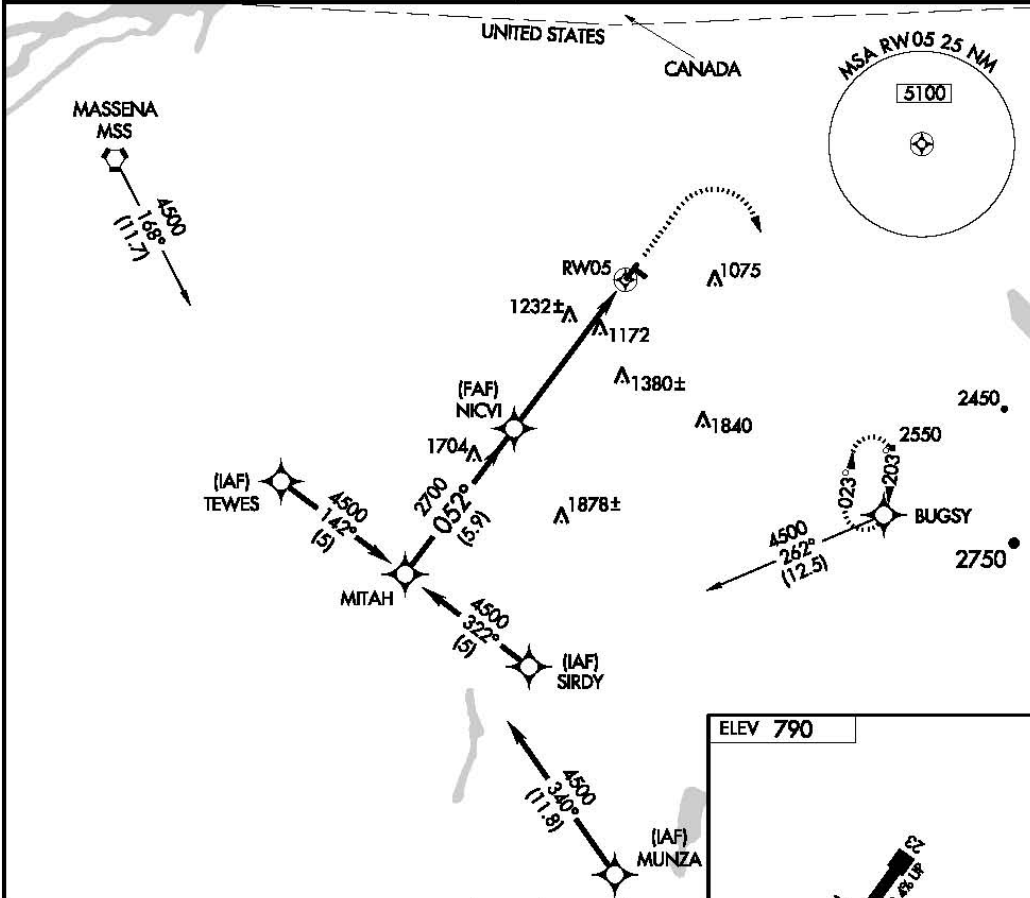 UNITED STATES
CANADA
MSA RW05 25 NM
5100
MASSENA
MSS
4500
168°
(11.7)
RW05
1075
1232±
1172
1380±
(FAF)
NICVI
1840
2450
2550
1704
(IAF)
TEWES
4500
142°
(5)
2700
052°
(5.9)
1878±
023°
203°
BUGSY
4500
262°
(12.5)
2750
MITAH
4500
322°
(5)
(IAF)
SIRDY
4500
340°
(11.8)
(IAF)
MUNZA
ELEV 790
23
4% UP